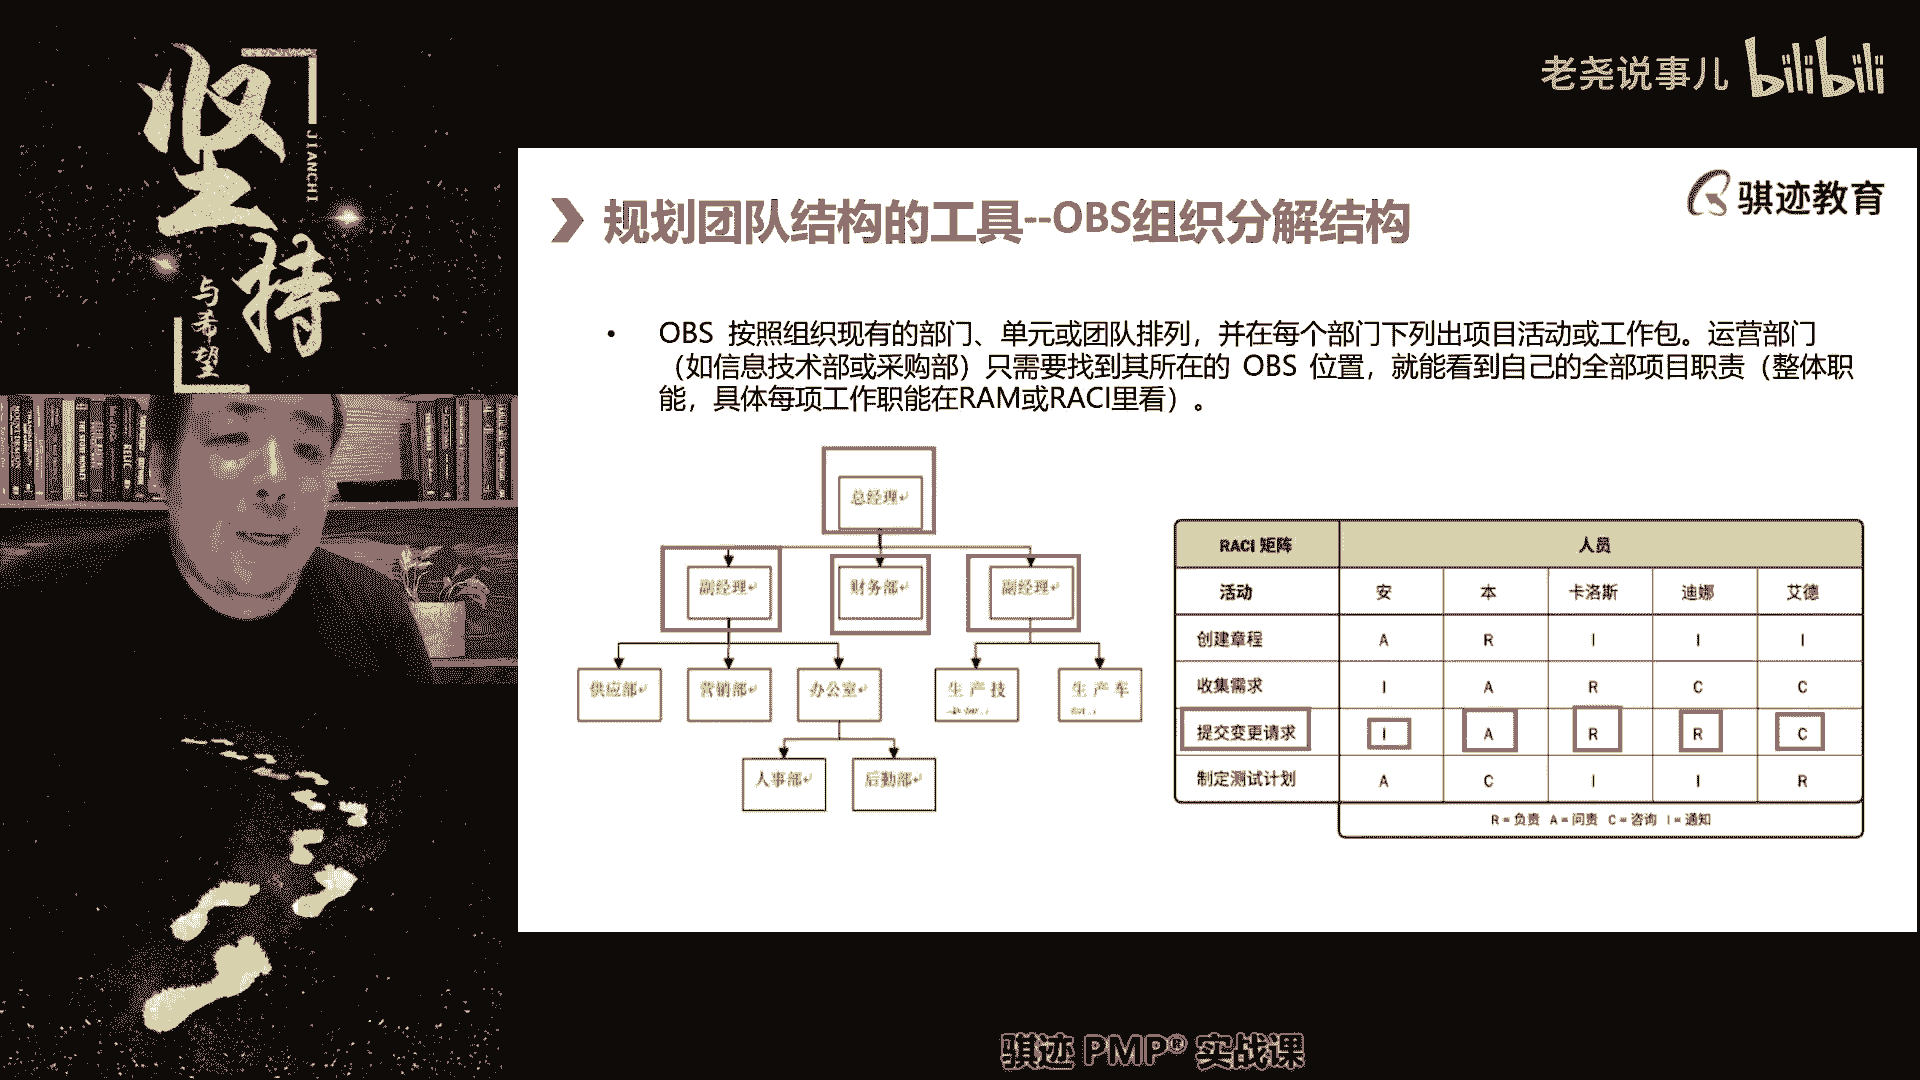 坚持
JIANCHI
与希望
老尧说事儿 bilibili
骐迹教育
规划团队结构的工具--OBS组织分解结构
• OBS 按照组织现有的部门、单元或团队排列，并在每个部门下列出项目活动或工作包。运营部门
（如信息技术部或采购部）只需要找到其所在的 OBS 位置，就能看到自己的全部项目职责（整体职
能，具体每项工作职能在RAM或RACI里看）。
总经理
副经理 财务部 副经理
供应部 营销部 办公室 生产技 生产车
人事部 后勤部
RACI 矩阵 人员
活动 安 本 卡洛斯 迪娜 艾德
创建章程 A R I I I
收集需求 I A R C C
提交变更请求 I A R R C
制定测试计划 A C I I R
R = 负责 A = 问责 C = 咨询 I = 通知
骐迹 PMP® 实战课